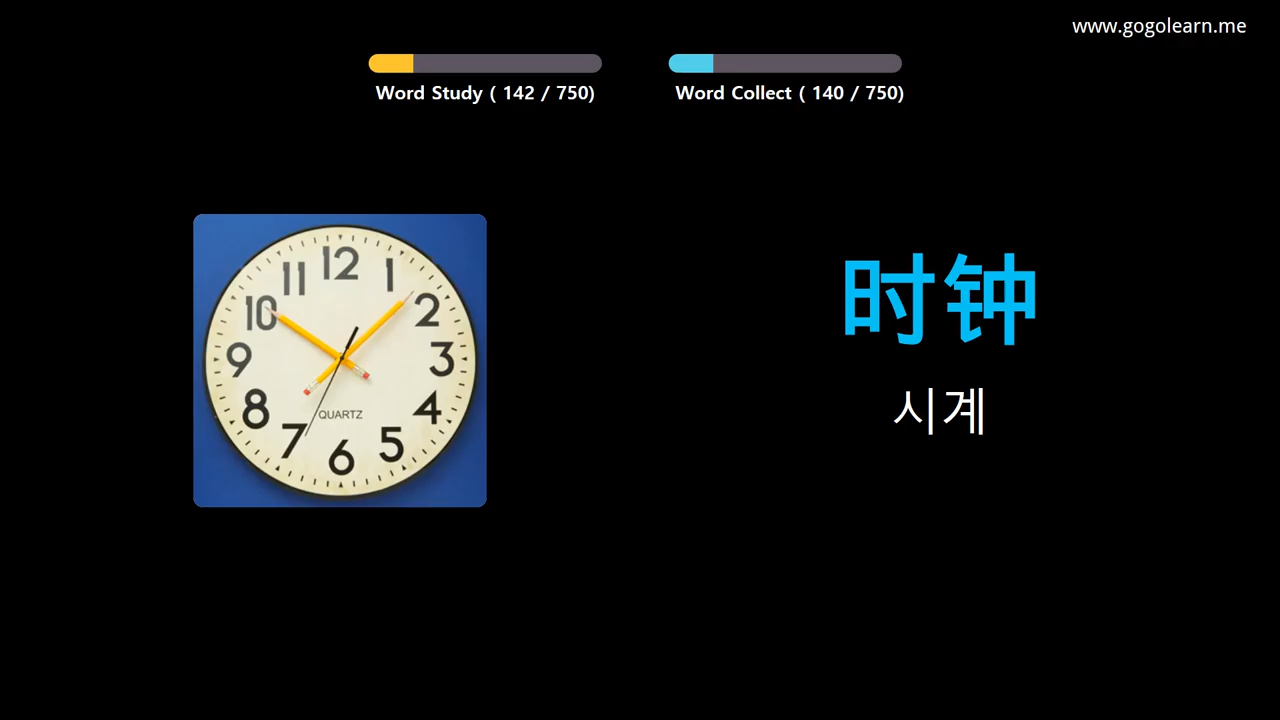 www.gogolearn.me
Word Study ( 142 / 750)
Word Collect ( 140 / 750)
12
1
2
3
4
5
6
7
8
9
10
11
QUARTZ
时钟
시계